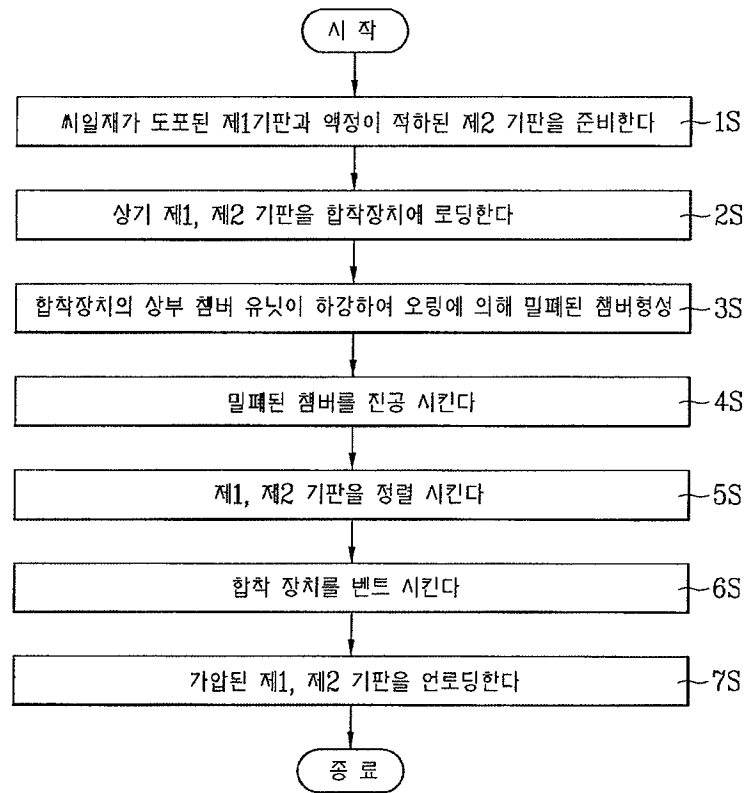 시 작
씨일재가 도포된 제1기판과 액정이 적하된 제2 기판을 준비한다 1S
상기 제1, 제2 기판을 합착장치에 로딩한다 2S
합착장치의 상부 챔버 유닛이 하강하여 오링에 의해 밀폐된 챔버형성 3S
밀폐된 챔버를 진공 시킨다 4S
제1, 제2 기판을 정렬 시킨다 5S
합착 장치를 벤트 시킨다 6S
가압된 제1, 제2 기판을 언로딩한다 7S
종 료